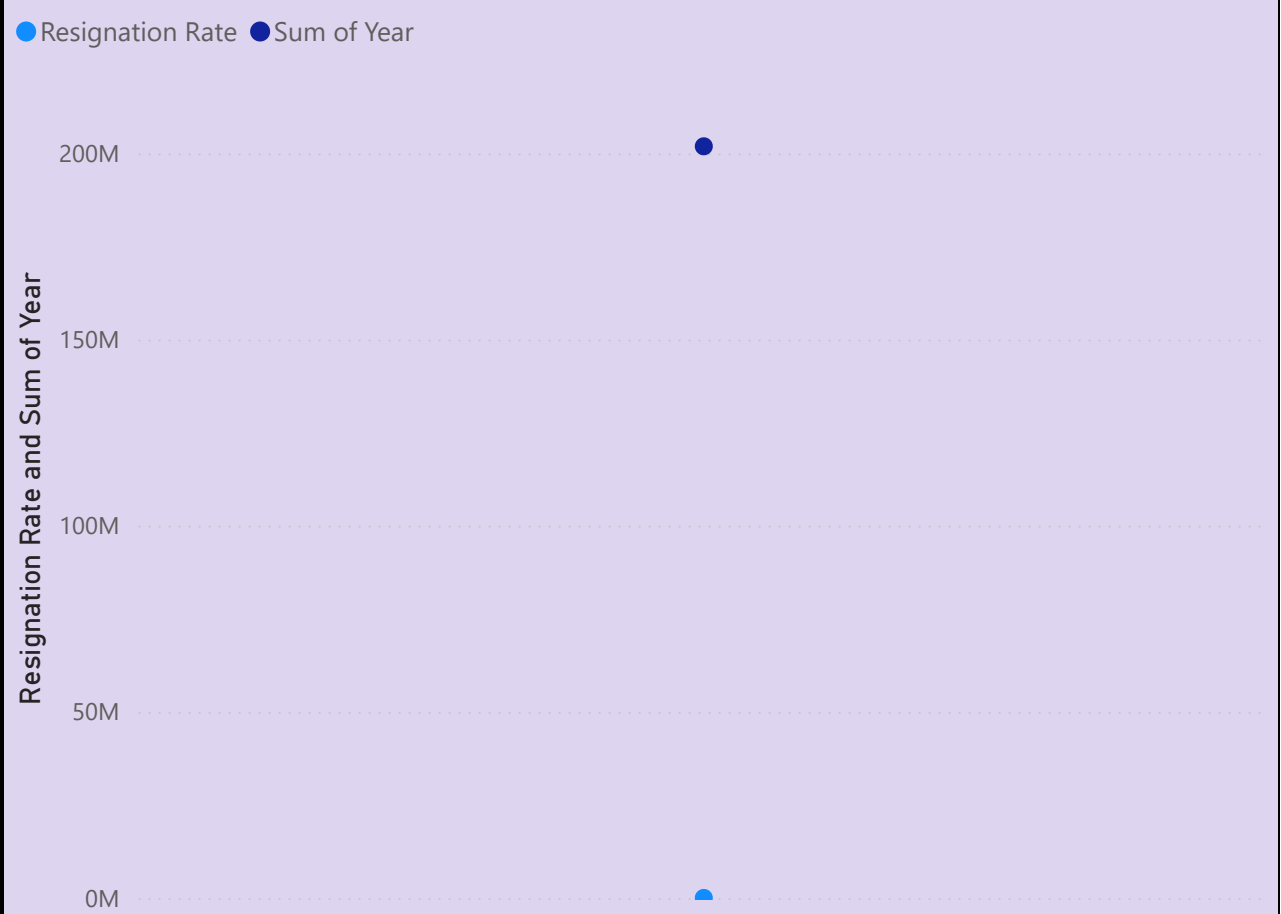 Resignation Rate Sum of Year
200M
150M
100M
50M
0M
Resignation Rate and Sum of Year